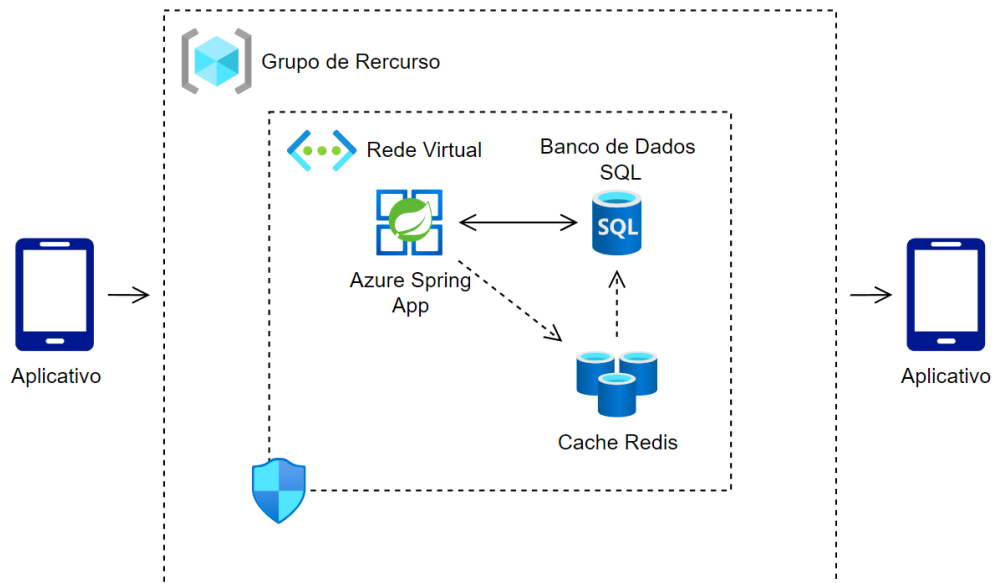 Grupo de Rercurso
Rede Virtual
Banco de Dados
SQL
SQL
Azure Spring
App
Aplicativo
Aplicativo
Cache Redis